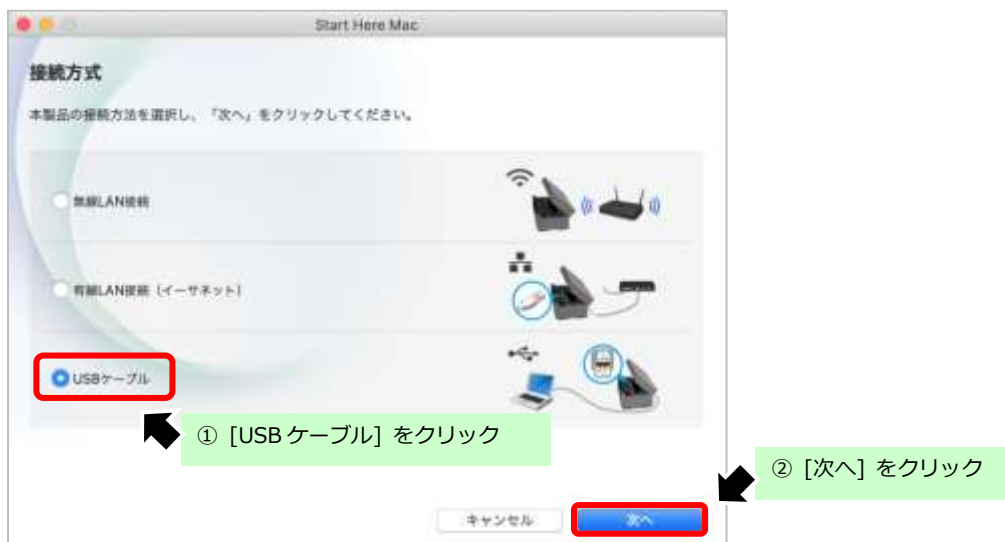 Start Here Mac
接続方式
本製品の接続方法を選択し、「次へ」をクリックしてください。
無線LAN接続
有線LAN接続（イーサネット）
USBケーブル
① [USB ケーブル] をクリック
② [次へ] をクリック
キャンセル
次へ